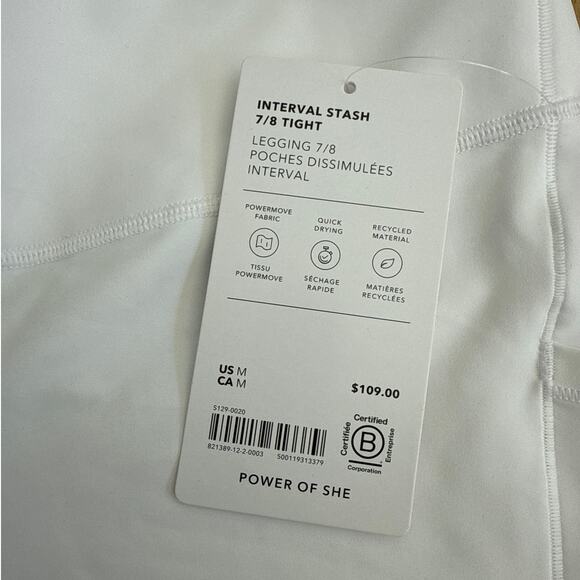 INTERVAL STASH
7/8 TIGHT
LEGGING 7/8
POCHES DISSIMULÉES
INTERVAL
POWERMOVE
FABRIC
TISSU
POWERMOVE
QUICK
DRYING
SÉCHAGE
RAPIDE
RECYCLED
MATERIAL
MATIÈRES
RECYCLÉES
US M
CA M
$109.00
S129-0020
821389-12-2-0003 500119313379
Certified
Certifiée
B
Entreprise
Corporation
POWER OF SHE